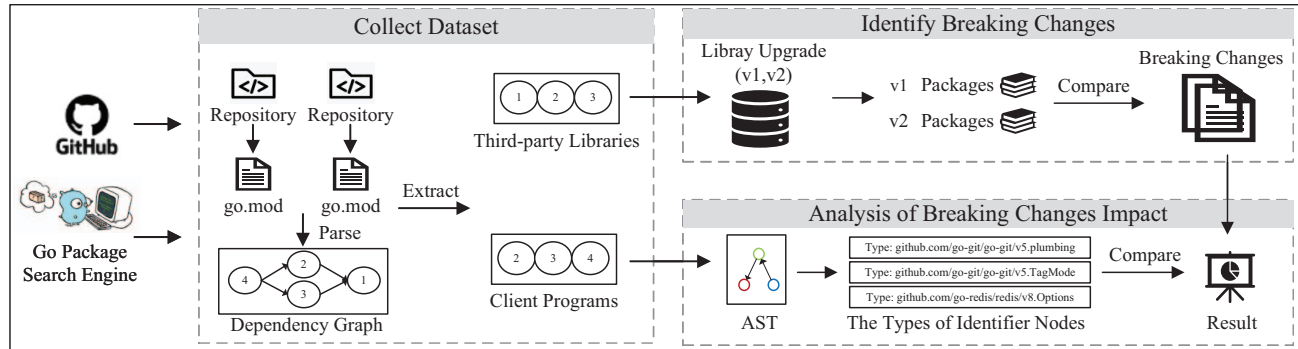 GitHub
Go Package
Search Engine
Collect Dataset
Repository
Repository
go.mod
go.mod
Parse
4
2
3
1
Dependency Graph
Extract
1
2
3
Third-party Libraries
2
3
4
Client Programs
Identify Breaking Changes
Libray Upgrade
(v1,v2)
v1 Packages
v2 Packages
Compare
Breaking Changes
Analysis of Breaking Changes Impact
AST
Type: github.com/go-git/go-git/v5.plumbing
Type: github.com/go-git/go-git/v5.TagMode
Type: github.com/go-redis/redis/v8.Options
The Types of Identifier Nodes
Compare
Result